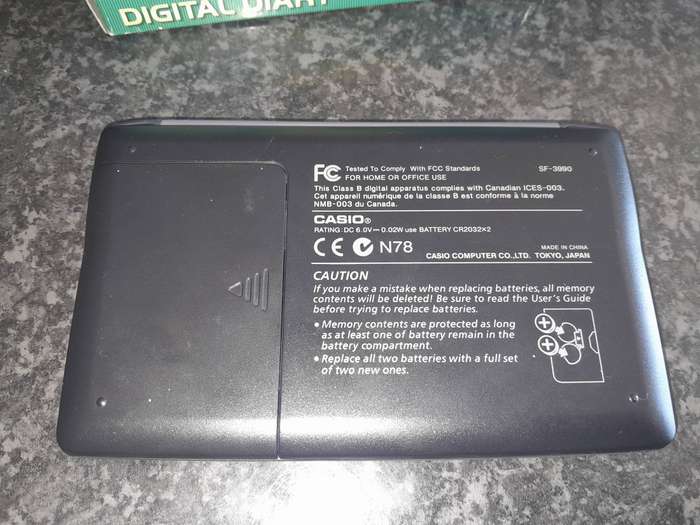 DIGITAL DIARY
FC Tested To Comply With FCC Standards
FOR HOME OR OFFICE USE
SF-3990
This Class B digital apparatus complies with Canadian ICES-003.
Cet appareil numérique de la classe B est conforme à la norme
NMB-003 du Canada.
CASIO®
RATING: DC 6.0V⎓0.02W use BATTERY CR2032×2
CE N78
MADE IN CHINA
CASIO COMPUTER CO.,LTD. TOKYO, JAPAN
CAUTION
If you make a mistake when replacing batteries, all memory
contents will be deleted! Be sure to read the User's Guide
before trying to replace batteries.
• Memory contents are protected as long
as at least one of battery remain in the
battery compartment.
• Replace all two batteries with a full set
of two new ones.